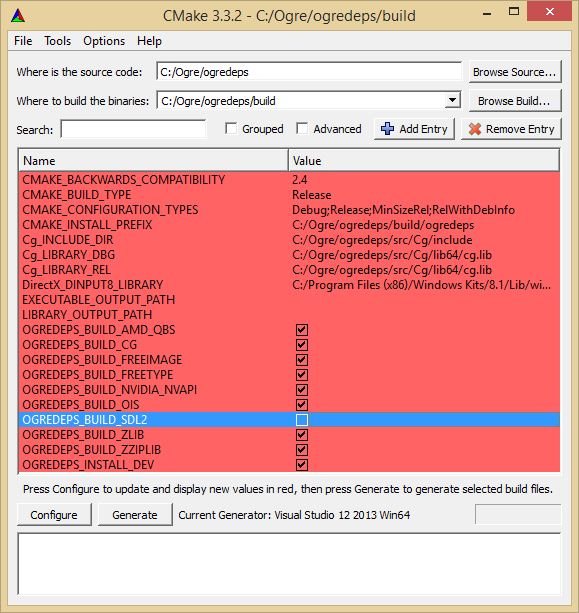 CMake 3.3.2 - C:/Ogre/ogredeps/build
File Tools Options Help
Where is the source code: C:/Ogre/ogredeps Browse Source...
Where to build the binaries: C:/Ogre/ogredeps/build Browse Build...
Search: Grouped Advanced Add Entry Remove Entry
Name Value
CMAKE_BACKWARDS_COMPATIBILITY 2.4
CMAKE_BUILD_TYPE Release
CMAKE_CONFIGURATION_TYPES Debug;Release;MinSizeRel;RelWithDebInfo
CMAKE_INSTALL_PREFIX C:/Ogre/ogredeps/build/ogredeps
Cg_INCLUDE_DIR C:/Ogre/ogredeps/src/Cg/include
Cg_LIBRARY_DBG C:/Ogre/ogredeps/src/Cg/lib64/cg.lib
Cg_LIBRARY_REL C:/Ogre/ogredeps/src/Cg/lib64/cg.lib
DirectX_DINPUT8_LIBRARY C:/Program Files (x86)/Windows Kits/8.1/Lib/wi...
EXECUTABLE_OUTPUT_PATH
LIBRARY_OUTPUT_PATH
OGREDEPS_BUILD_AMD_QBS
OGREDEPS_BUILD_CG
OGREDEPS_BUILD_FREEIMAGE
OGREDEPS_BUILD_FREETYPE
OGREDEPS_BUILD_NVIDIA_NVAPI
OGREDEPS_BUILD_OIS
OGREDEPS_BUILD_SDL2
OGREDEPS_BUILD_ZLIB
OGREDEPS_BUILD_ZZIPLIB
OGREDEPS_INSTALL_DEV
Press Configure to update and display new values in red, then press Generate to generate selected build files.
Configure Generate Current Generator: Visual Studio 12 2013 Win64